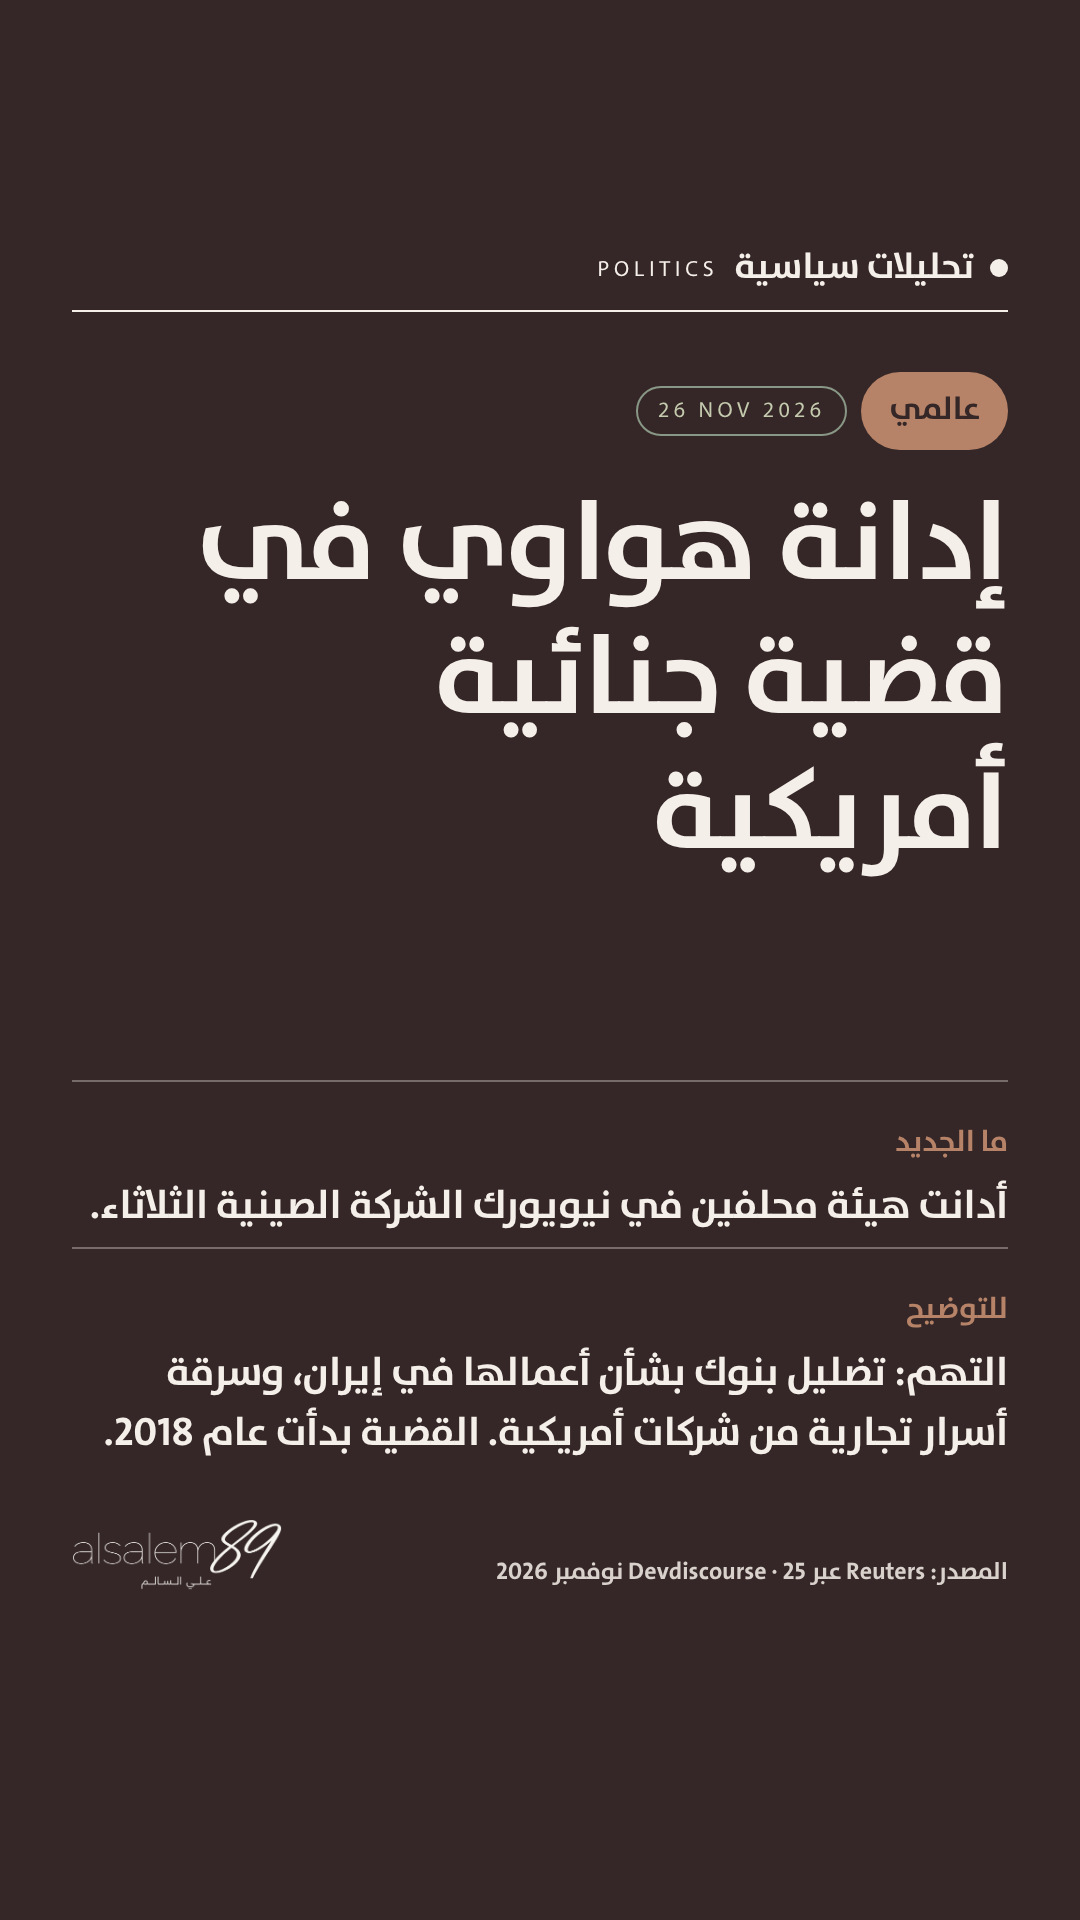 تحليلات سياسية POLITICS
عالمي 26 NOV 2026
إدانة هواوي في
قضية جنائية
أمريكية
ما الجديد
أدانت هيئة محلفين في نيويورك الشركة الصينية الثلاثاء.
للتوضيح
التهم: تضليل بنوك بشأن أعمالها في إيران، وسرقة
أسرار تجارية من شركات أمريكية. القضية بدأت عام 2018.
المصدر: Reuters عبر Devdiscourse · 25 نوفمبر 2026
alsalem89
علي السالم